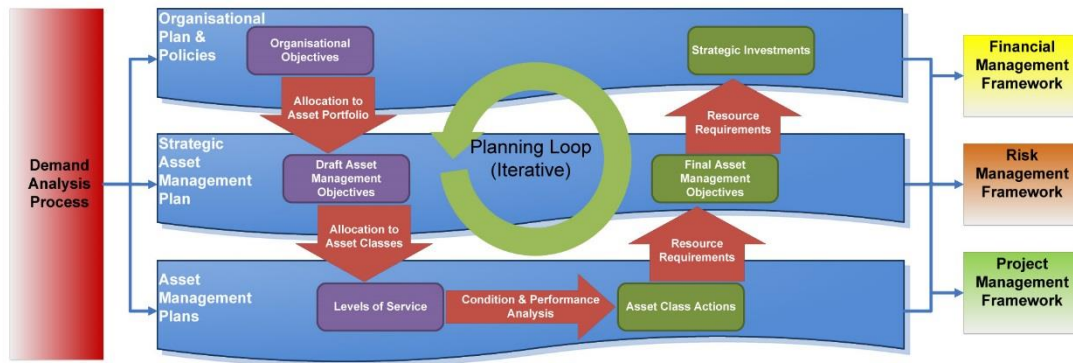 Demand
Analysis
Process
Organisational
Plan &
Policies
Organisational
Objectives
Strategic Investments
Allocation to
Asset Portfolio
Resource
Requirements
Strategic
Asset
Management
Plan
Draft Asset
Management
Objectives
Planning Loop
(Iterative)
Final Asset
Management
Objectives
Allocation to
Asset Classes
Resource
Requirements
Asset
Management
Plans
Levels of Service
Condition & Performance
Analysis
Asset Class Actions
Financial
Management
Framework
Risk
Management
Framework
Project
Management
Framework